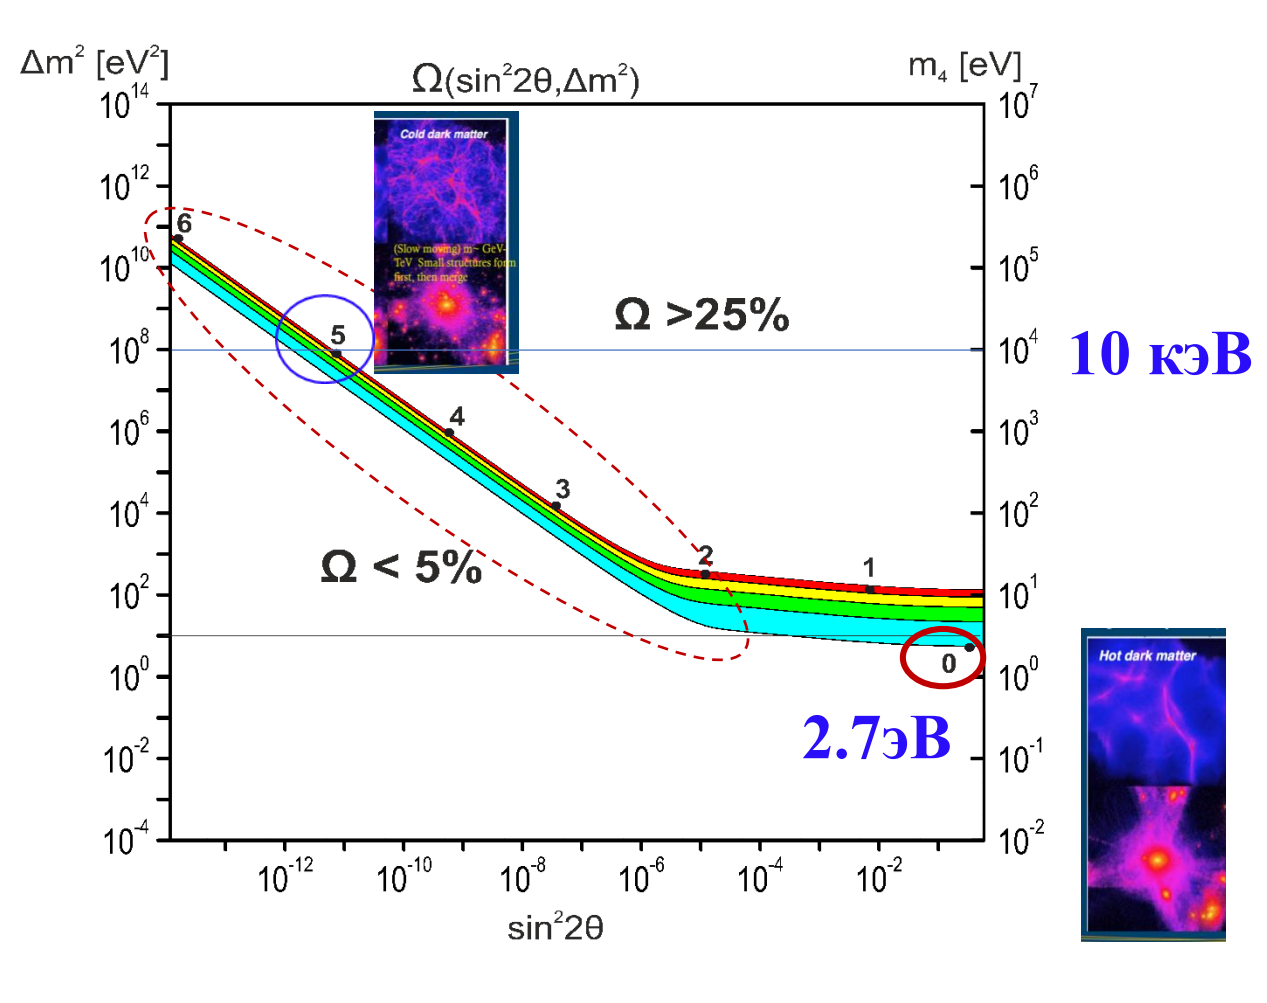 Δm² [eV²]
Ω(sin²2θ,Δm²)
m₄ [eV]
10¹⁴
10¹²
10¹⁰
10⁸
10⁶
10⁴
10²
10⁰
10⁻²
10⁻⁴
10⁷
10⁶
10⁵
10⁴
10³
10²
10¹
10⁰
10⁻¹
10⁻²
Cold dark matter
(Slow moving) m~ GeV-
TeV Small structures form
first, then merge
6
5
4
3
2
1
0
Ω >25%
Ω < 5%
10 кэВ
2.7эВ
Hot dark matter
10⁻¹²
10⁻¹⁰
10⁻⁸
10⁻⁶
10⁻⁴
10⁻²
sin²2θ